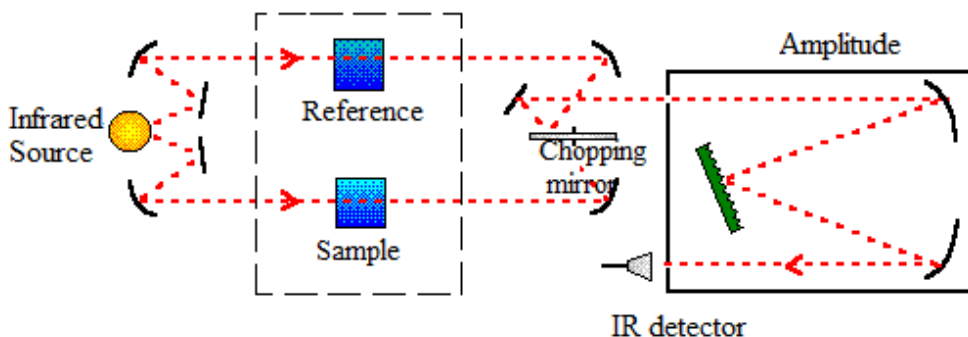 Amplitude
Infrared
Source
Reference
Chopping
mirror
Sample
IR detector